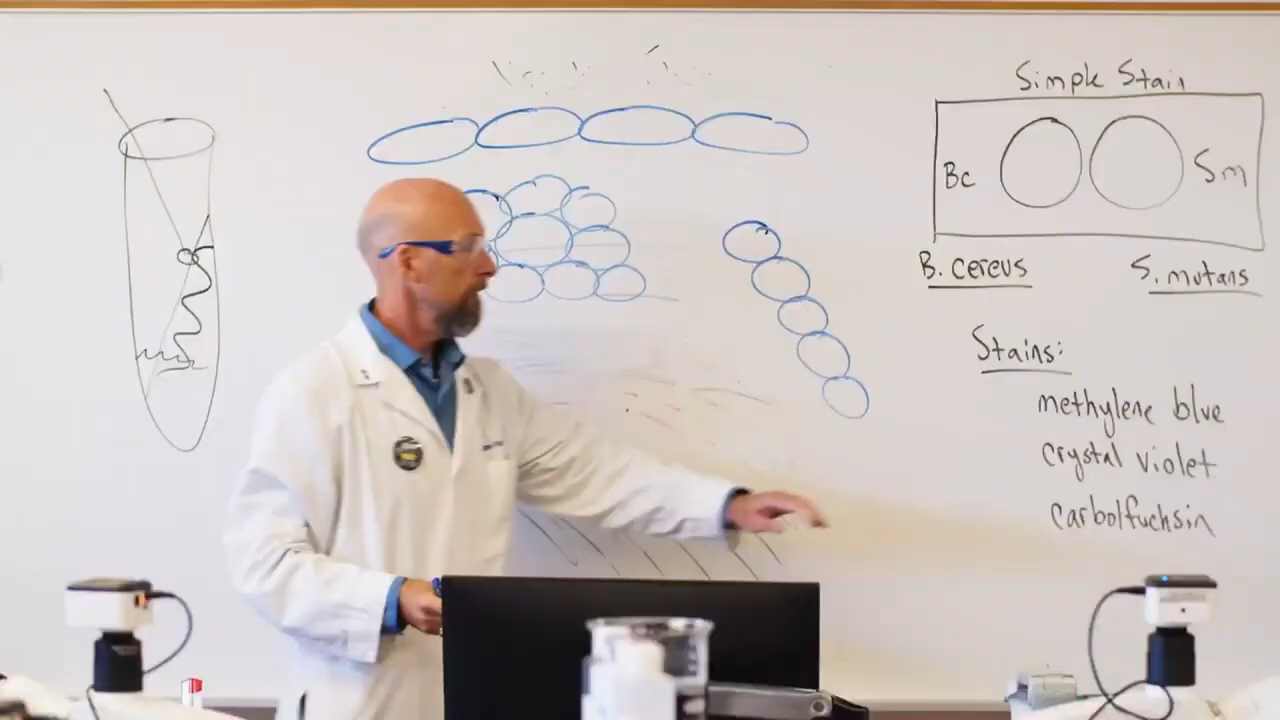 Simple Stain
Bc Sm
B. cereus S. mutans
Stains:
methylene blue
crystal violet
carbolfuchsin